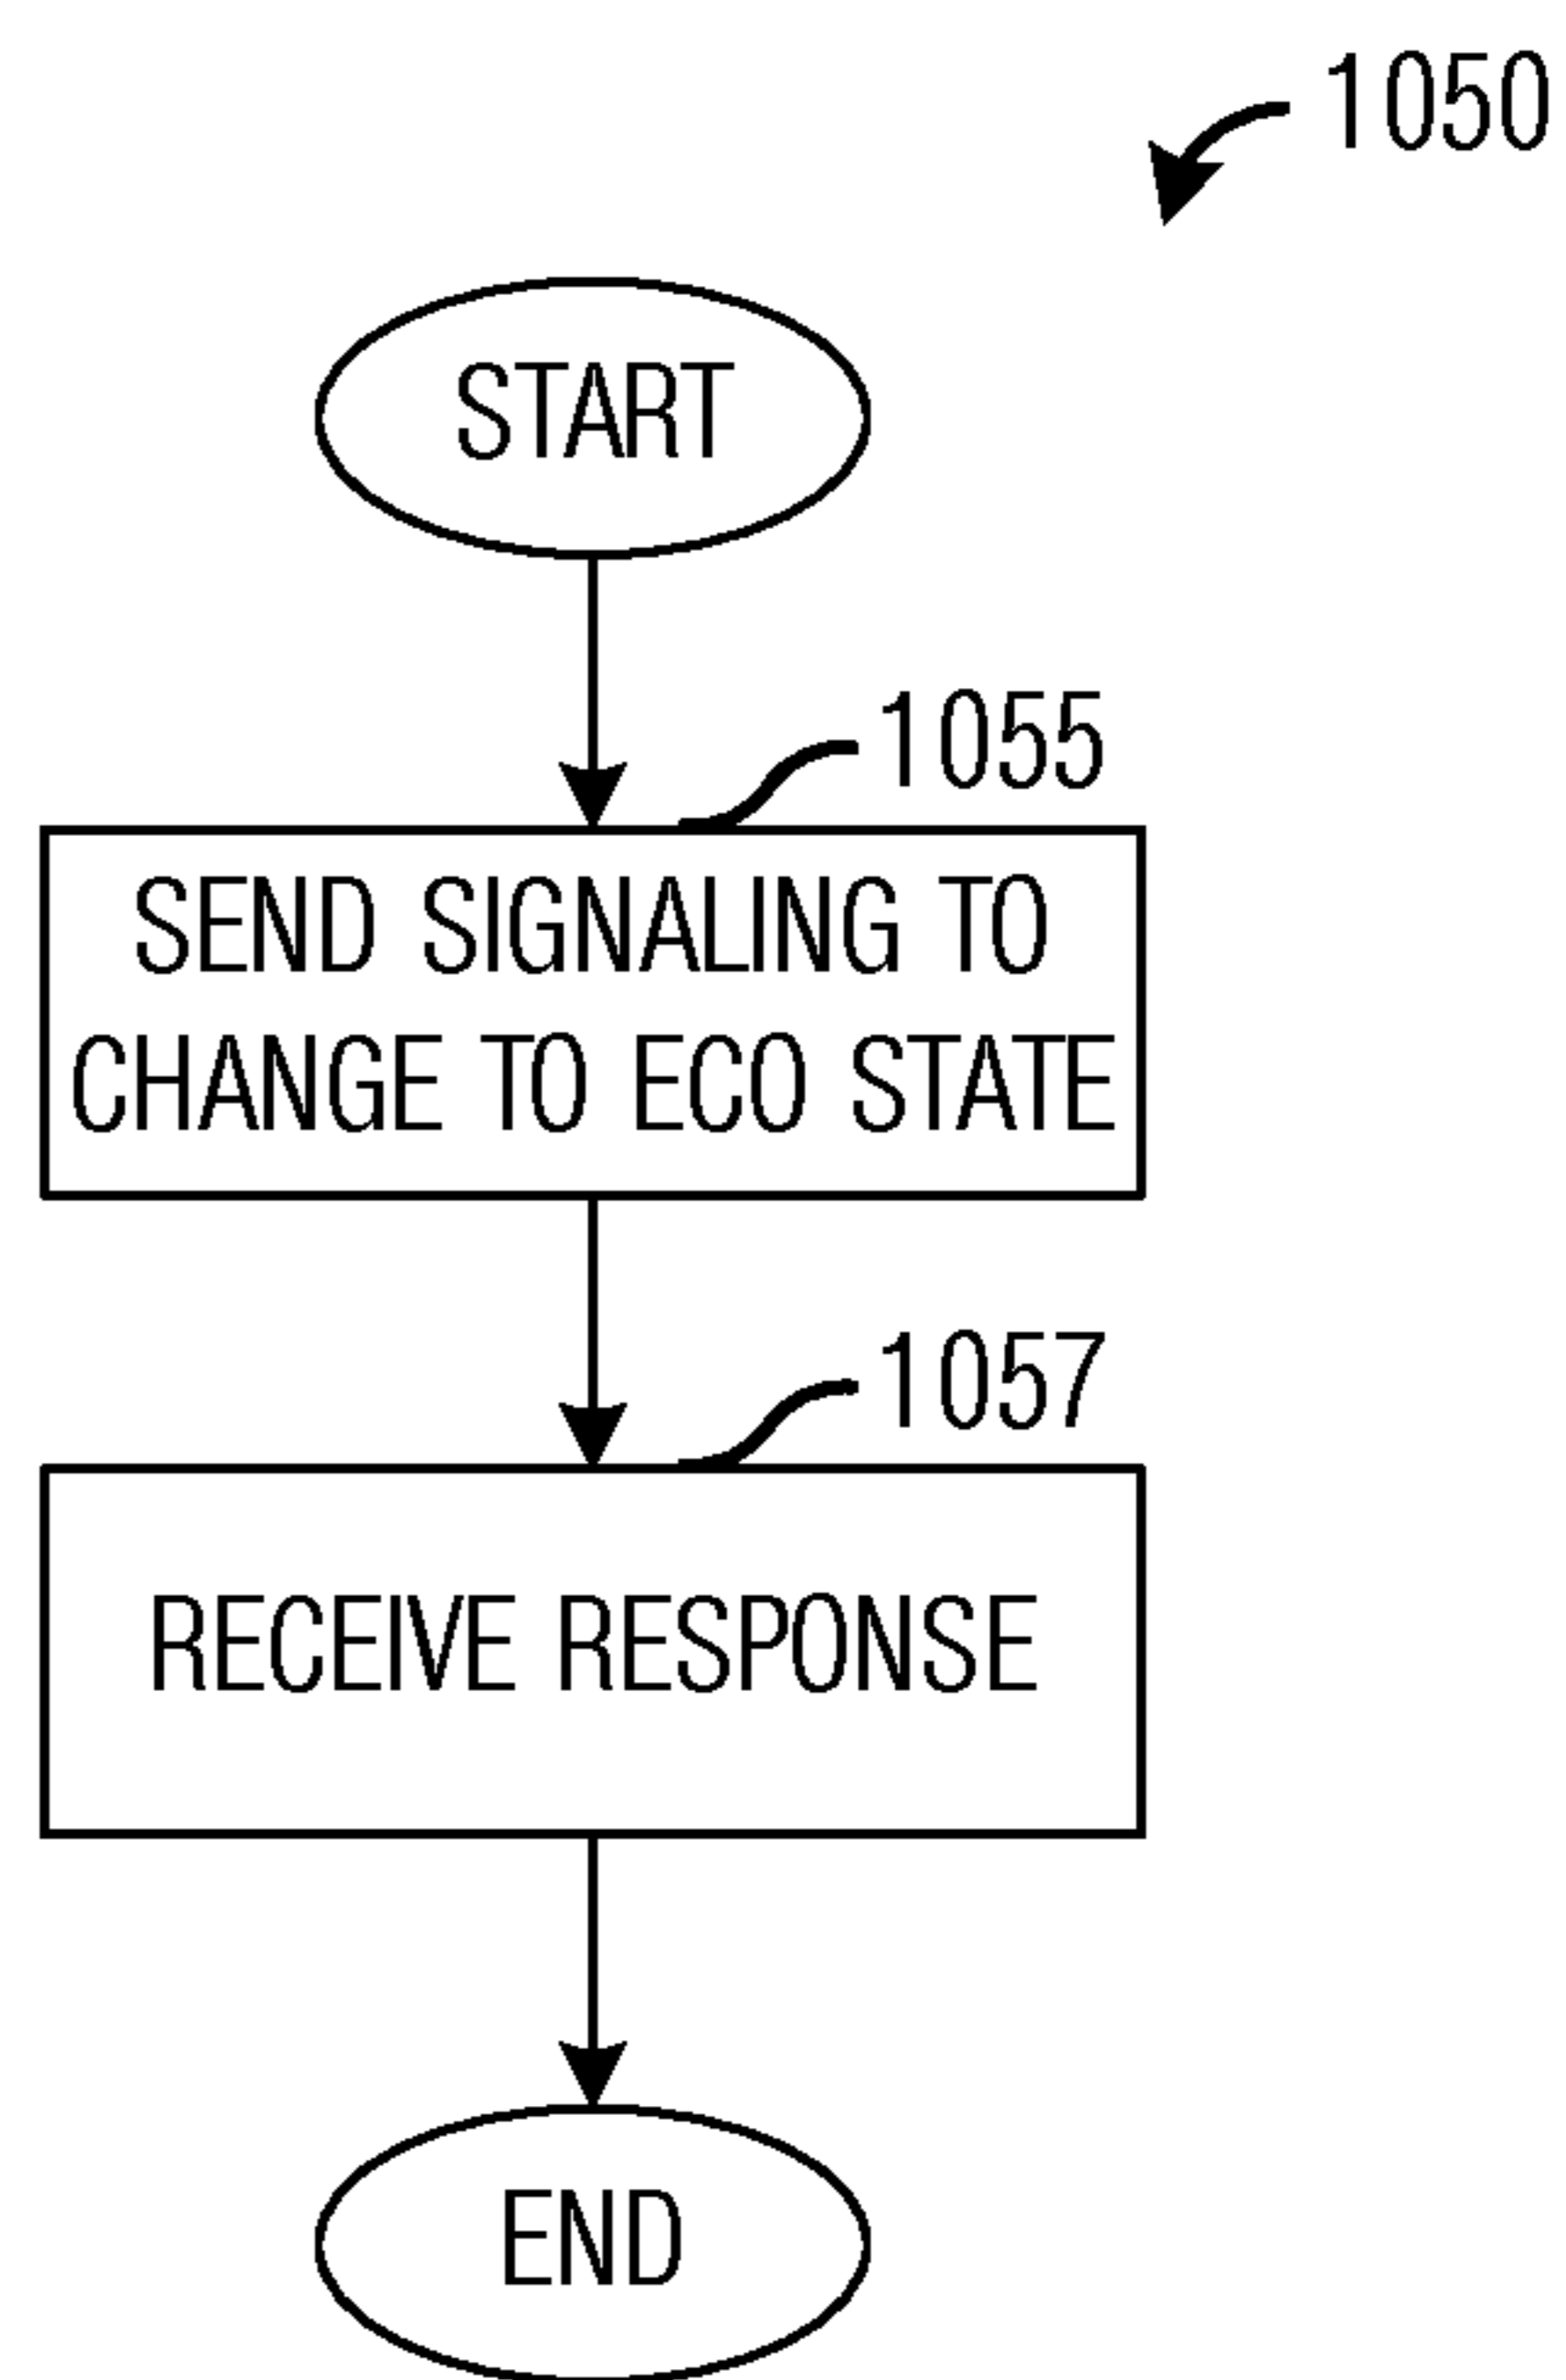 1050
START
1055
SEND SIGNALING TO
CHANGE TO ECO STATE
1057
RECEIVE RESPONSE
END